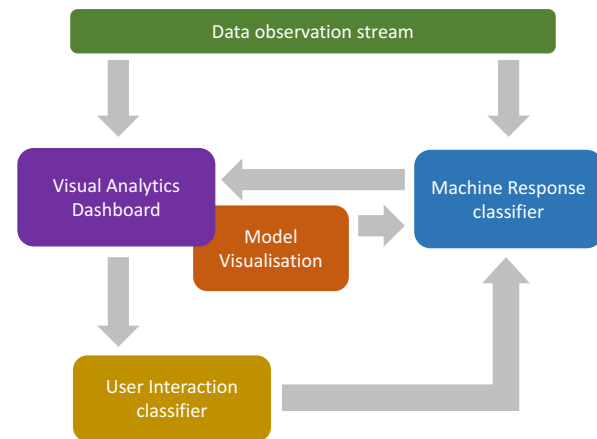 Data observation stream
Visual Analytics
Dashboard
Machine Response
classifier
Model
Visualisation
User Interaction
classifier